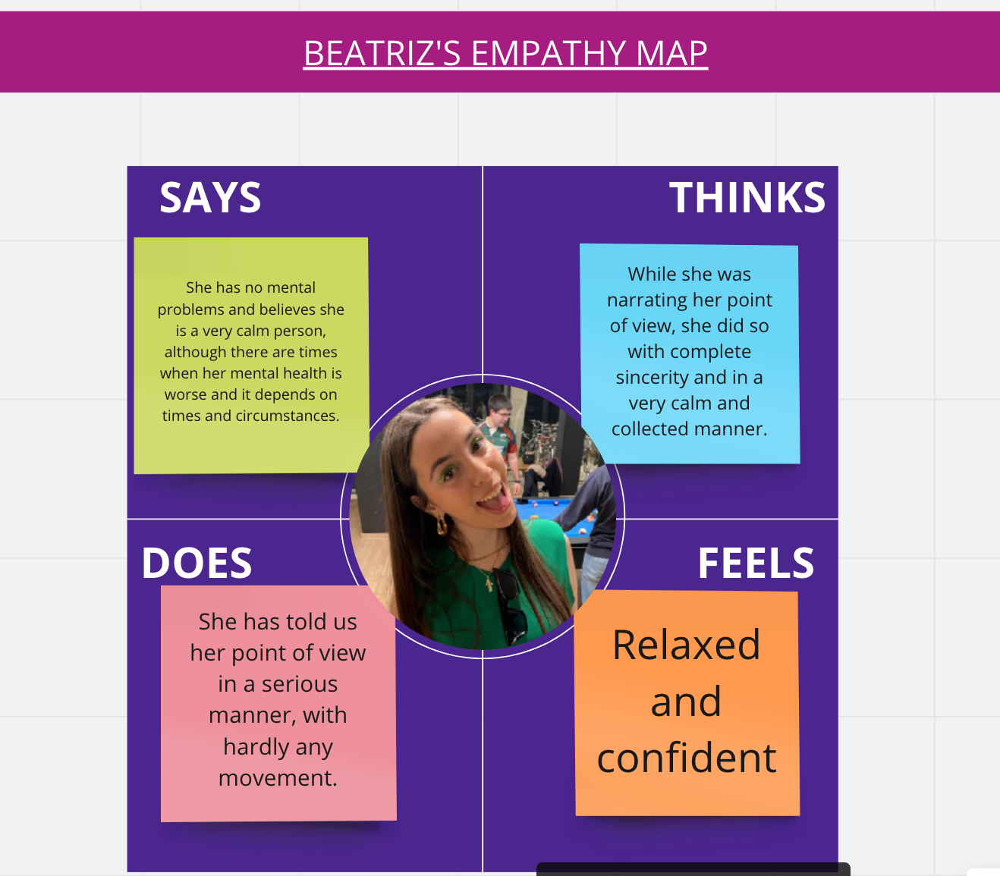 BEATRIZ'S EMPATHY MAP
SAYS
She has no mental
problems and believes she
is a very calm person,
although there are times
when her mental health is
worse and it depends on
times and circumstances.
THINKS
While she was
narrating her point
of view, she did so
with complete
sincerity and in a
very calm and
collected manner.
DOES
She has told us
her point of view
in a serious
manner, with
hardly any
movement.
FEELS
Relaxed
and
confident